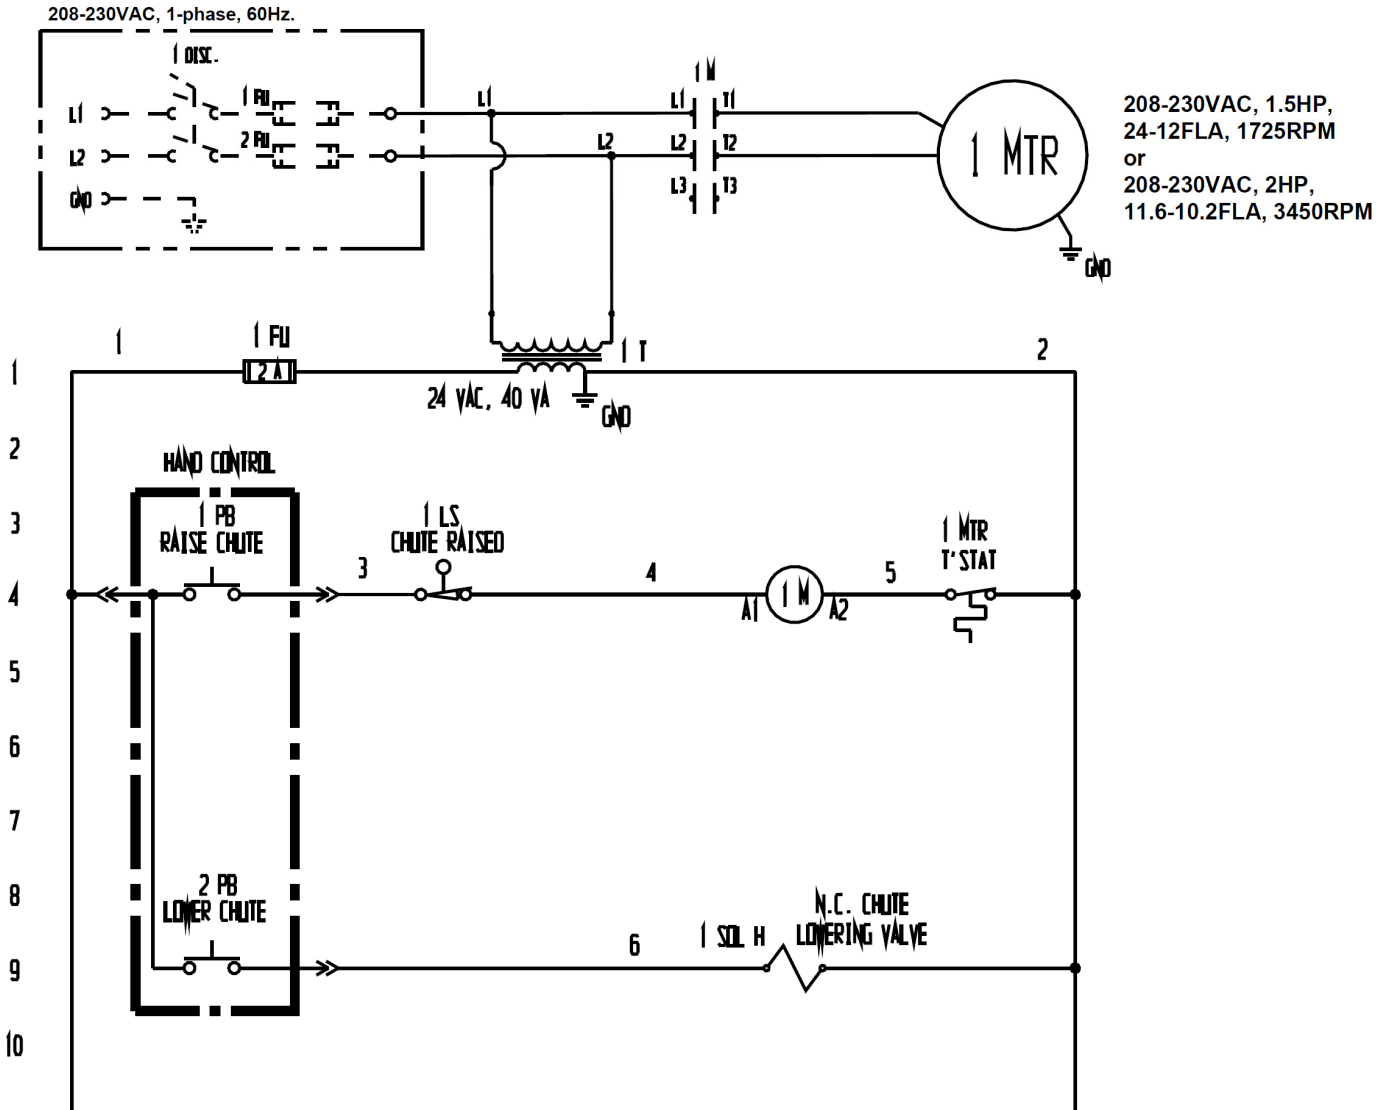 208-230VAC, 1-phase, 60Hz.
1 DISC.
L1
1 FU
L2
2 FU
GND
L1
L2
1 M
L1 T1
L2 T2
L3 T3
1 MTR
208-230VAC, 1.5HP,
24-12FLA, 1725RPM
or
208-230VAC, 2HP,
11.6-10.2FLA, 3450RPM
GND
1
1
1 FU
2 A
1 T
24 VAC, 40 VA
GND
2
2
HAND CONTROL
3
1 PB
RAISE CHUTE
1 LS
CHUTE RAISED
1 MTR
T'STAT
4
3
4
A1
1 M
A2
5
5
6
7
8
2 PB
LOWER CHUTE
N.C. CHUTE
LOWERING VALVE
9
6
1 SOL H
10